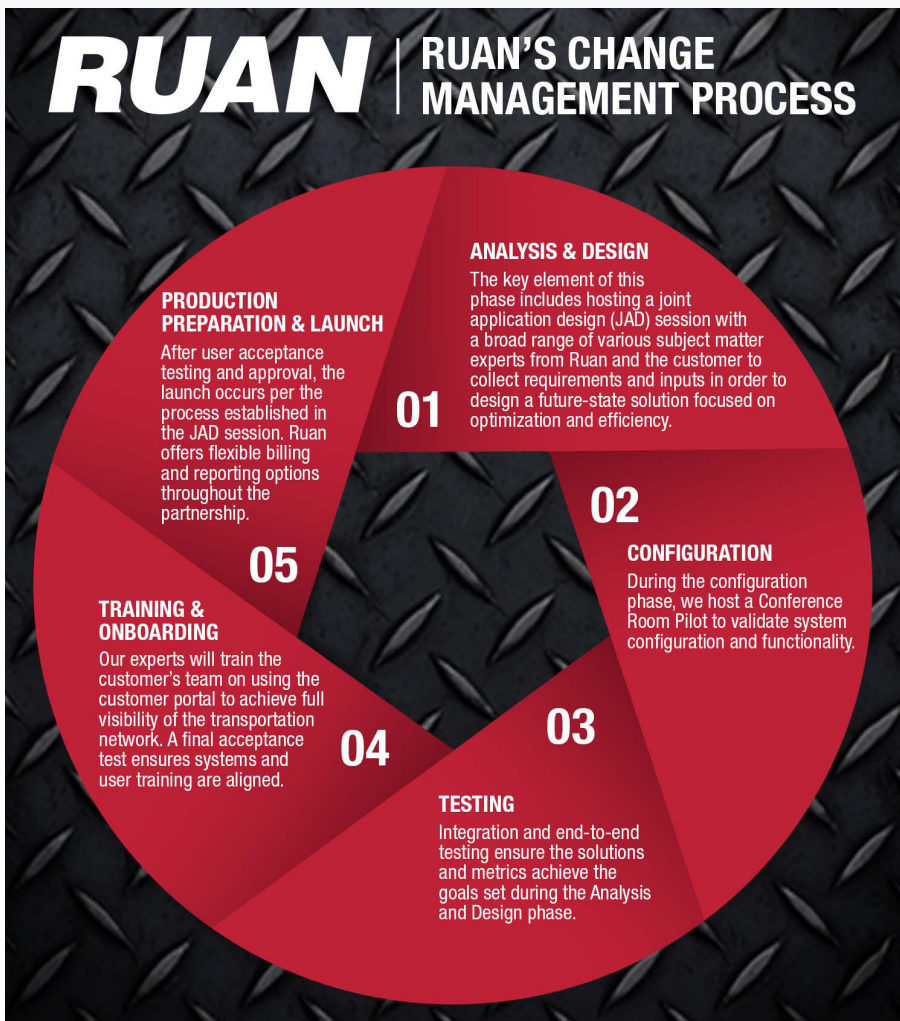 RUAN
RUAN'S CHANGE
MANAGEMENT PROCESS
ANALYSIS & DESIGN
The key element of this
phase includes hosting a joint
application design (JAD) session with
a broad range of various subject matter
experts from Ruan and the customer to
collect requirements and inputs in order to
design a future-state solution focused on
optimization and efficiency.
01
02
CONFIGURATION
During the configuration
phase, we host a Conference
Room Pilot to validate system
configuration and functionality.
03
TESTING
Integration and end-to-end
testing ensure the solutions
and metrics achieve the
goals set during the Analysis
and Design phase.
04
TRAINING &
ONBOARDING
Our experts will train the
customer's team on using the
customer portal to achieve full
visibility of the transportation
network. A final acceptance
test ensures systems and
user training are aligned.
05
PRODUCTION
PREPARATION & LAUNCH
After user acceptance
testing and approval, the
launch occurs per the
process established in
the JAD session. Ruan
offers flexible billing
and reporting options
throughout the
partnership.